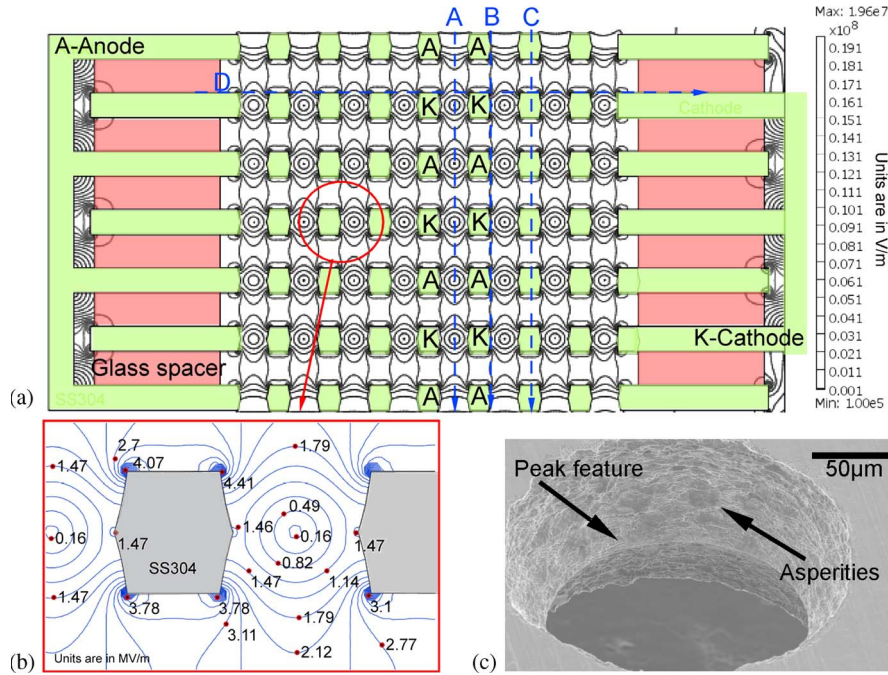 A B C
Max: 1.96e7
x10⁸
A-Anode
A A
D
K K
Cathode
A A
K K
A A
K K
K-Cathode
Glass spacer
A A
SS304
(a)
0.191
0.181
0.171
0.161
0.151
0.141
0.131
0.121
0.111
0.101
0.091
0.081
0.071
0.061
0.051
0.041
0.031
0.021
0.011
0.001
Min: 1.00e5
Units are in V/m
2.7
1.79
1.47
4.07
4.41
0.49
1.46
0.16
0.16
1.47
1.47
SS304
0.82
1.47
1.14
1.47
3.78
3.78
3.1
1.79
3.11
2.12
2.77
Units are in MV/m
(b)
50µm
Peak feature
Asperities
(c)